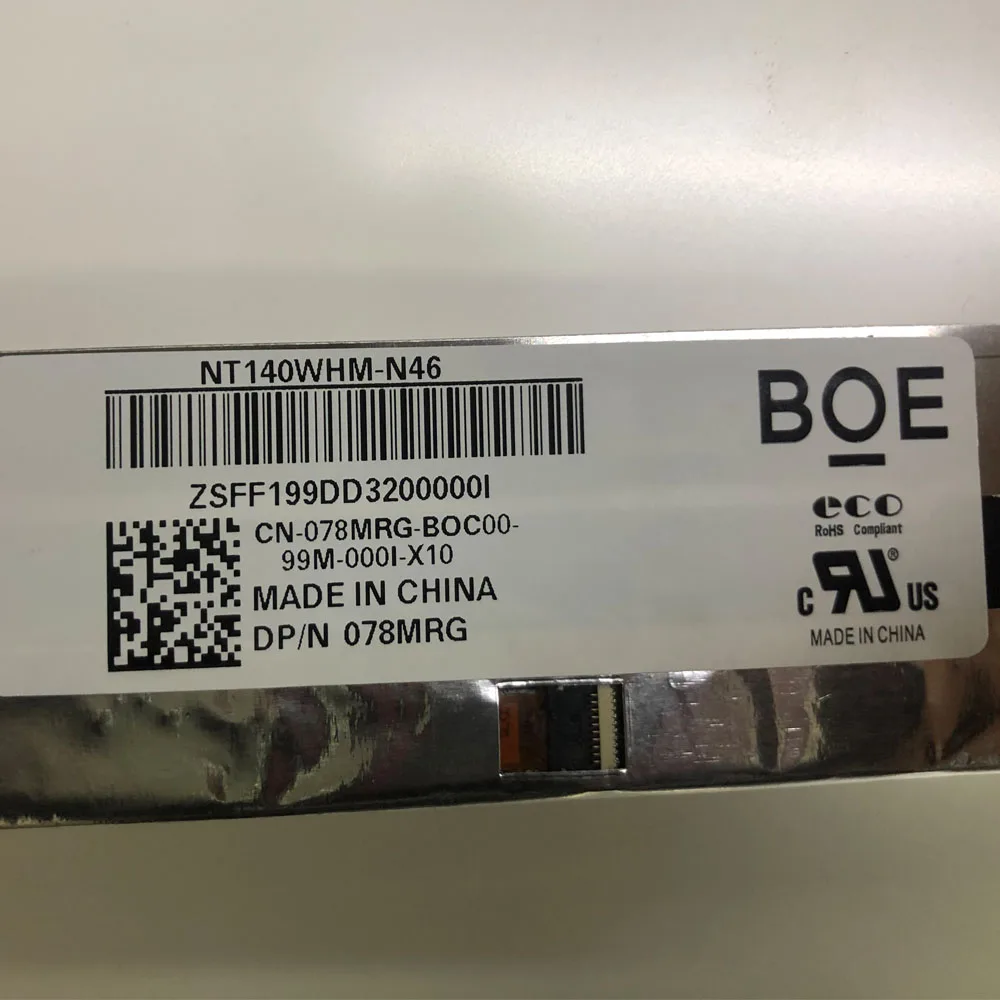 NT140WHM-N46
ZSFF199DD3200000I
CN-078MRG-BOC00-
99M-000I-X10
MADE IN CHINA
DP/N 078MRG
BOE
eco
RoHS Compliant
C RU ® US
MADE IN CHINA